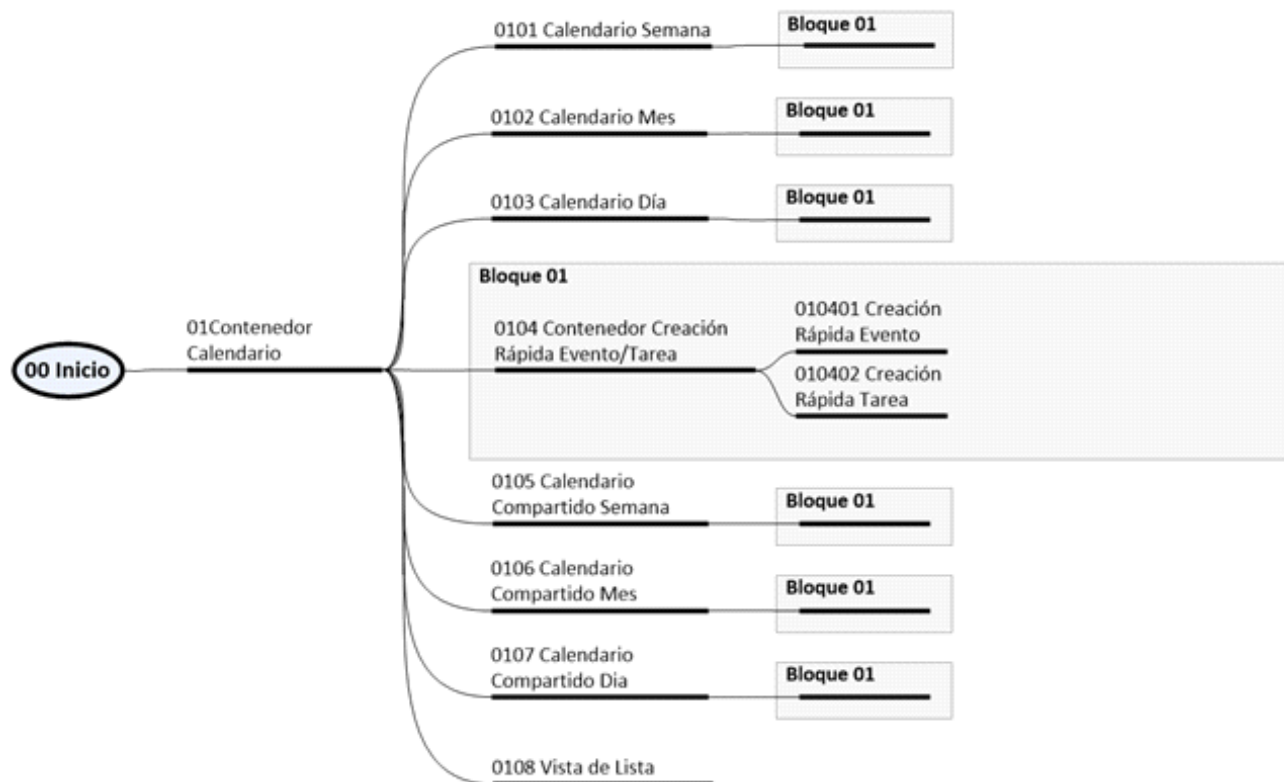 0101 Calendario Semana
Bloque 01
0102 Calendario Mes
Bloque 01
0103 Calendario Día
Bloque 01
Bloque 01
00 Inicio
01Contenedor
Calendario
0104 Contenedor Creación
Rápida Evento/Tarea
010401 Creación
Rápida Evento
010402 Creación
Rápida Tarea
0105 Calendario
Compartido Semana
Bloque 01
0106 Calendario
Compartido Mes
Bloque 01
0107 Calendario
Compartido Dia
Bloque 01
0108 Vista de Lista